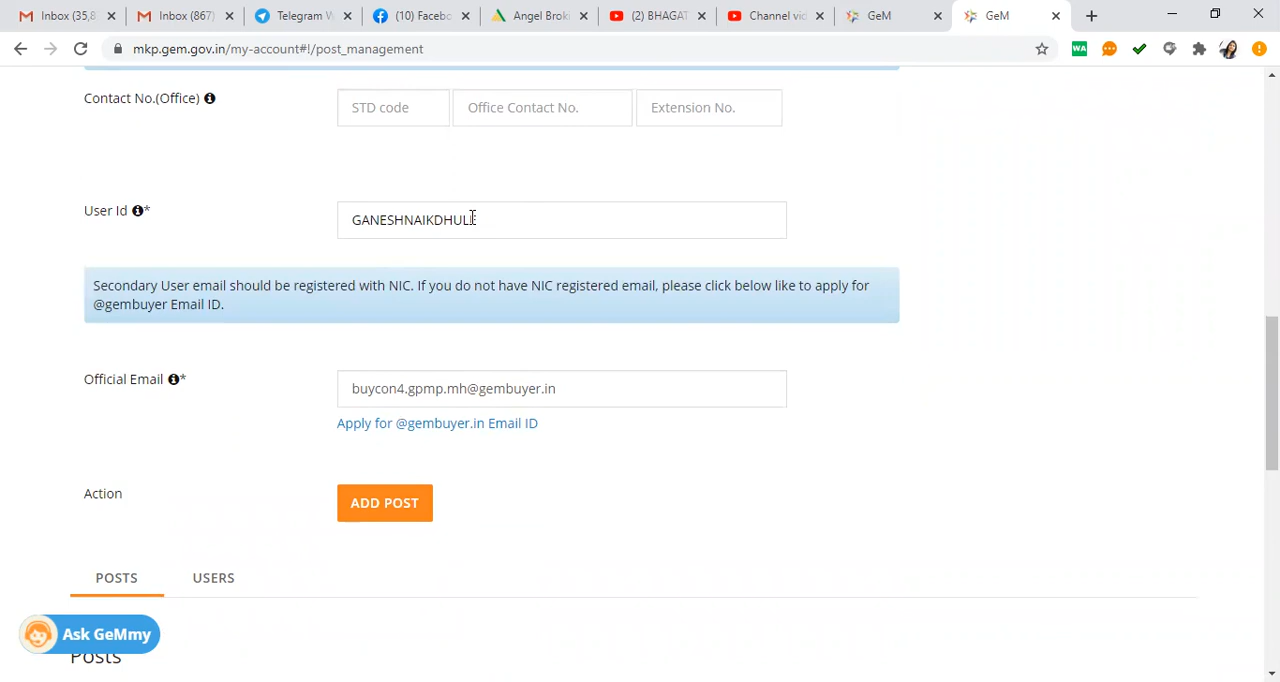 Inbox (35,8
Inbox (867)
Telegram W
(10) Facebo
Angel Broki
(2) BHAGAT
Channel vid
GeM
GeM
mkp.gem.gov.in/my-account#!/post_management
WA
Contact No.(Office)
STD code
Office Contact No.
Extension No.
User Id *
GANESHNAIKDHULE
Secondary User email should be registered with NIC. If you do not have NIC registered email, please click below like to apply for
@gembuyer Email ID.
Official Email *
buycon4.gpmp.mh@gembuyer.in
Apply for @gembuyer.in Email ID
Action
ADD POST
POSTS
USERS
Ask GeMmy
Posts